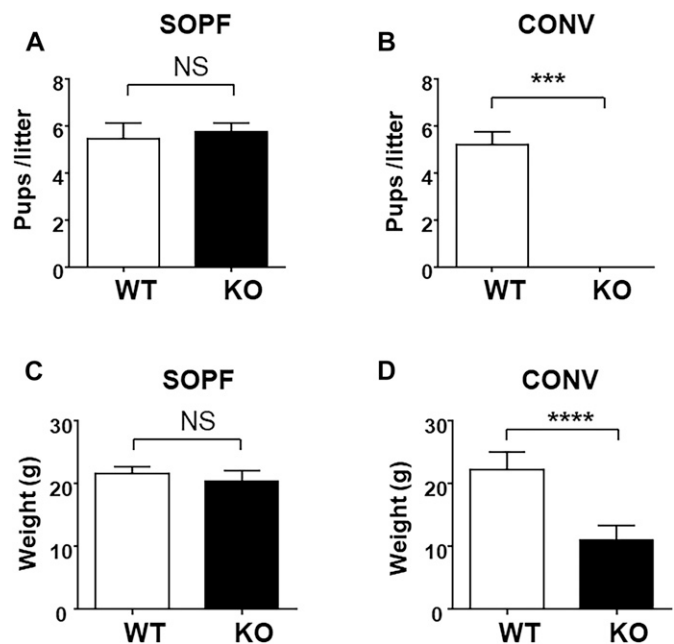 A
SOPF
NS
Pups /litter
8
6
4
2
0
WT
KO
B
CONV
***
Pups /litter
8
6
4
2
0
WT
KO
C
SOPF
NS
Weight (g)
30
20
10
0
WT
KO
D
CONV
****
Weight (g)
30
20
10
0
WT
KO